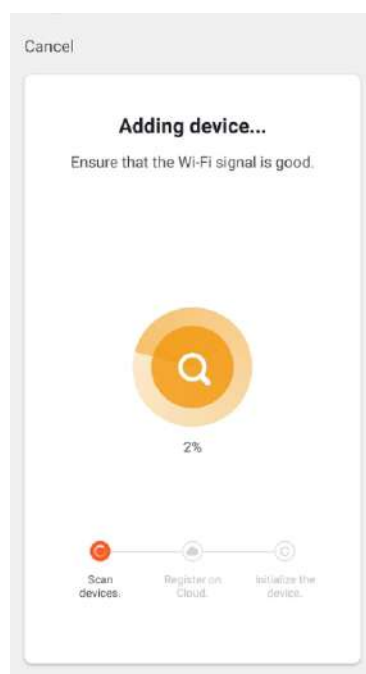 Cancel
Adding device...
Ensure that the Wi-Fi signal is good.
2%
Scan
devices.
Register on
Cloud.
Initialize the
device.